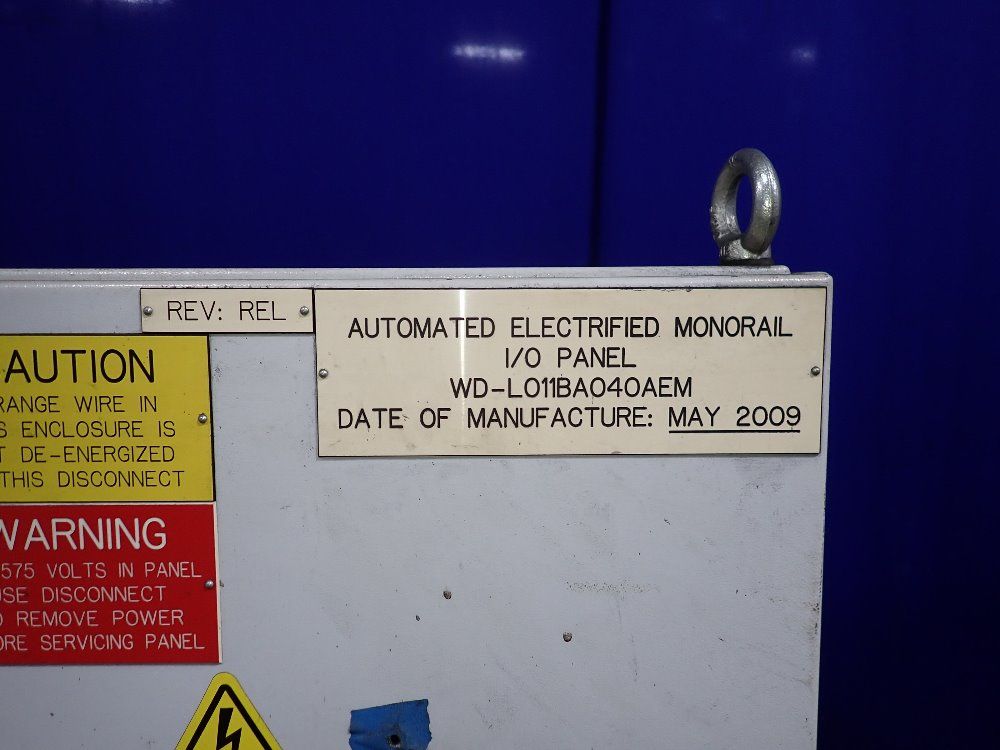 REV: REL
AUTOMATED ELECTRIFIED MONORAIL
I/O PANEL
WD-L011BA040AEM
DATE OF MANUFACTURE: MAY 2009
AUTION
RANGE WIRE IN
S ENCLOSURE IS
T DE-ENERGIZED
THIS DISCONNECT
WARNING
575 VOLTS IN PANEL
USE DISCONNECT
O REMOVE POWER
ORE SERVICING PANEL